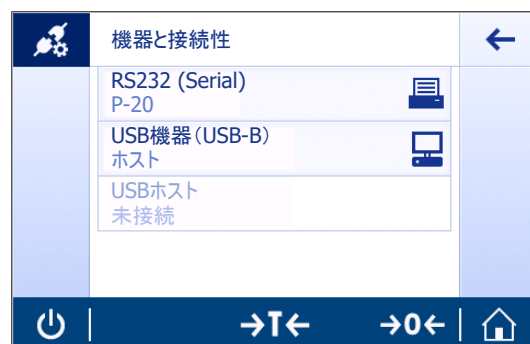 機器と接続性
RS232 (Serial)
P-20
USB機器（USB-B）
ホスト
USBホスト
未接続
→T← →0←